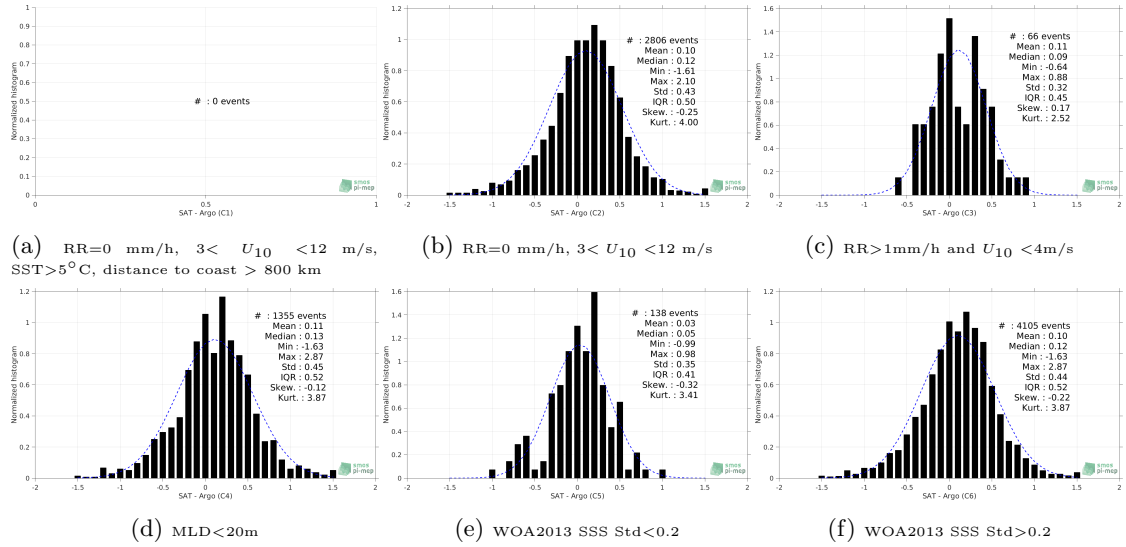 Normalized histogram
1
0.9
0.8
0.7
0.6
0.5
0.4
0.3
0.2
0.1
0
# : 0 events
smos
pi-mep
0 0.5 1
SAT - Argo (C1)
(a) RR=0 mm/h, 3< U10 <12 m/s,
SST>5°C, distance to coast > 800 km
Normalized histogram
1.2
1
0.8
0.6
0.4
0.2
0
# : 2806 events
Mean : 0.10
Median : 0.12
Min : -1.61
Max : 2.10
Std : 0.43
IQR : 0.50
Skew. : -0.25
Kurt. : 4.00
smos
pi-mep
-2 -1.5 -1 -0.5 0 0.5 1 1.5 2
SAT - Argo (C2)
(b) RR=0 mm/h, 3< U10 <12 m/s
Normalized histogram
1.6
1.4
1.2
1
0.8
0.6
0.4
0.2
0
# : 66 events
Mean : 0.11
Median : 0.09
Min : -0.64
Max : 0.88
Std : 0.32
IQR : 0.45
Skew. : 0.17
Kurt. : 2.52
smos
pi-mep
-2 -1.5 -1 -0.5 0 0.5 1 1.5 2
SAT - Argo (C3)
(c) RR>1mm/h and U10 <4m/s
Normalized histogram
1.2
1
0.8
0.6
0.4
0.2
0
# : 1355 events
Mean : 0.11
Median : 0.13
Min : -1.63
Max : 2.87
Std : 0.45
IQR : 0.52
Skew. : -0.12
Kurt. : 3.87
smos
pi-mep
-2 -1.5 -1 -0.5 0 0.5 1 1.5 2
SAT - Argo (C4)
(d) MLD<20m
Normalized histogram
1.6
1.4
1.2
1
0.8
0.6
0.4
0.2
0
# : 138 events
Mean : 0.03
Median : 0.05
Min : -0.99
Max : 0.98
Std : 0.35
IQR : 0.41
Skew. : -0.32
Kurt. : 3.41
smos
pi-mep
-2 -1.5 -1 -0.5 0 0.5 1 1.5 2
SAT - Argo (C5)
(e) WOA2013 SSS Std<0.2
Normalized histogram
1.2
1
0.8
0.6
0.4
0.2
0
# : 4105 events
Mean : 0.10
Median : 0.12
Min : -1.63
Max : 2.87
Std : 0.44
IQR : 0.52
Skew. : -0.22
Kurt. : 3.87
smos
pi-mep
-2 -1.5 -1 -0.5 0 0.5 1 1.5 2
SAT - Argo (C6)
(f) WOA2013 SSS Std>0.2